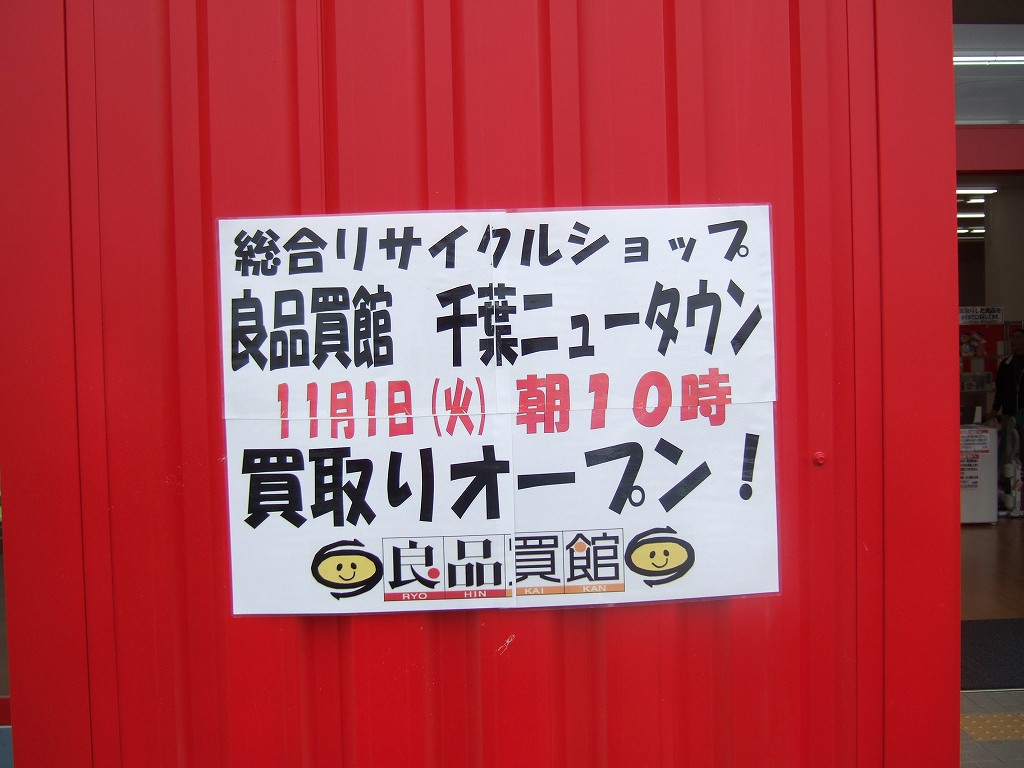 総合リサイクルショップ
良品買館 千葉ニュータウン
11月1日(火) 朝10時
買取りオープン!
良品買館
RYO HIN KAI KAN